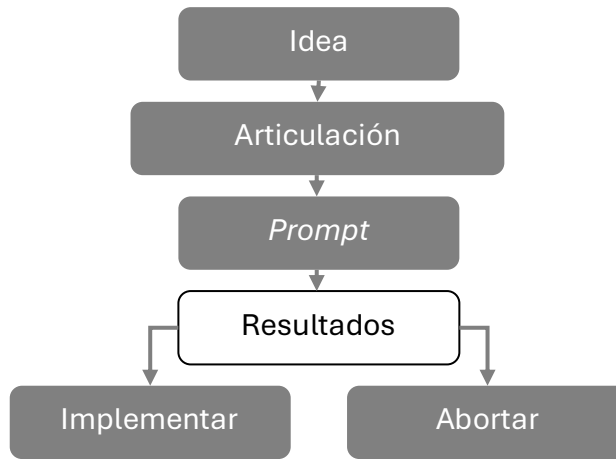 Idea
Articulación
Prompt
Resultados
Implementar
Abortar